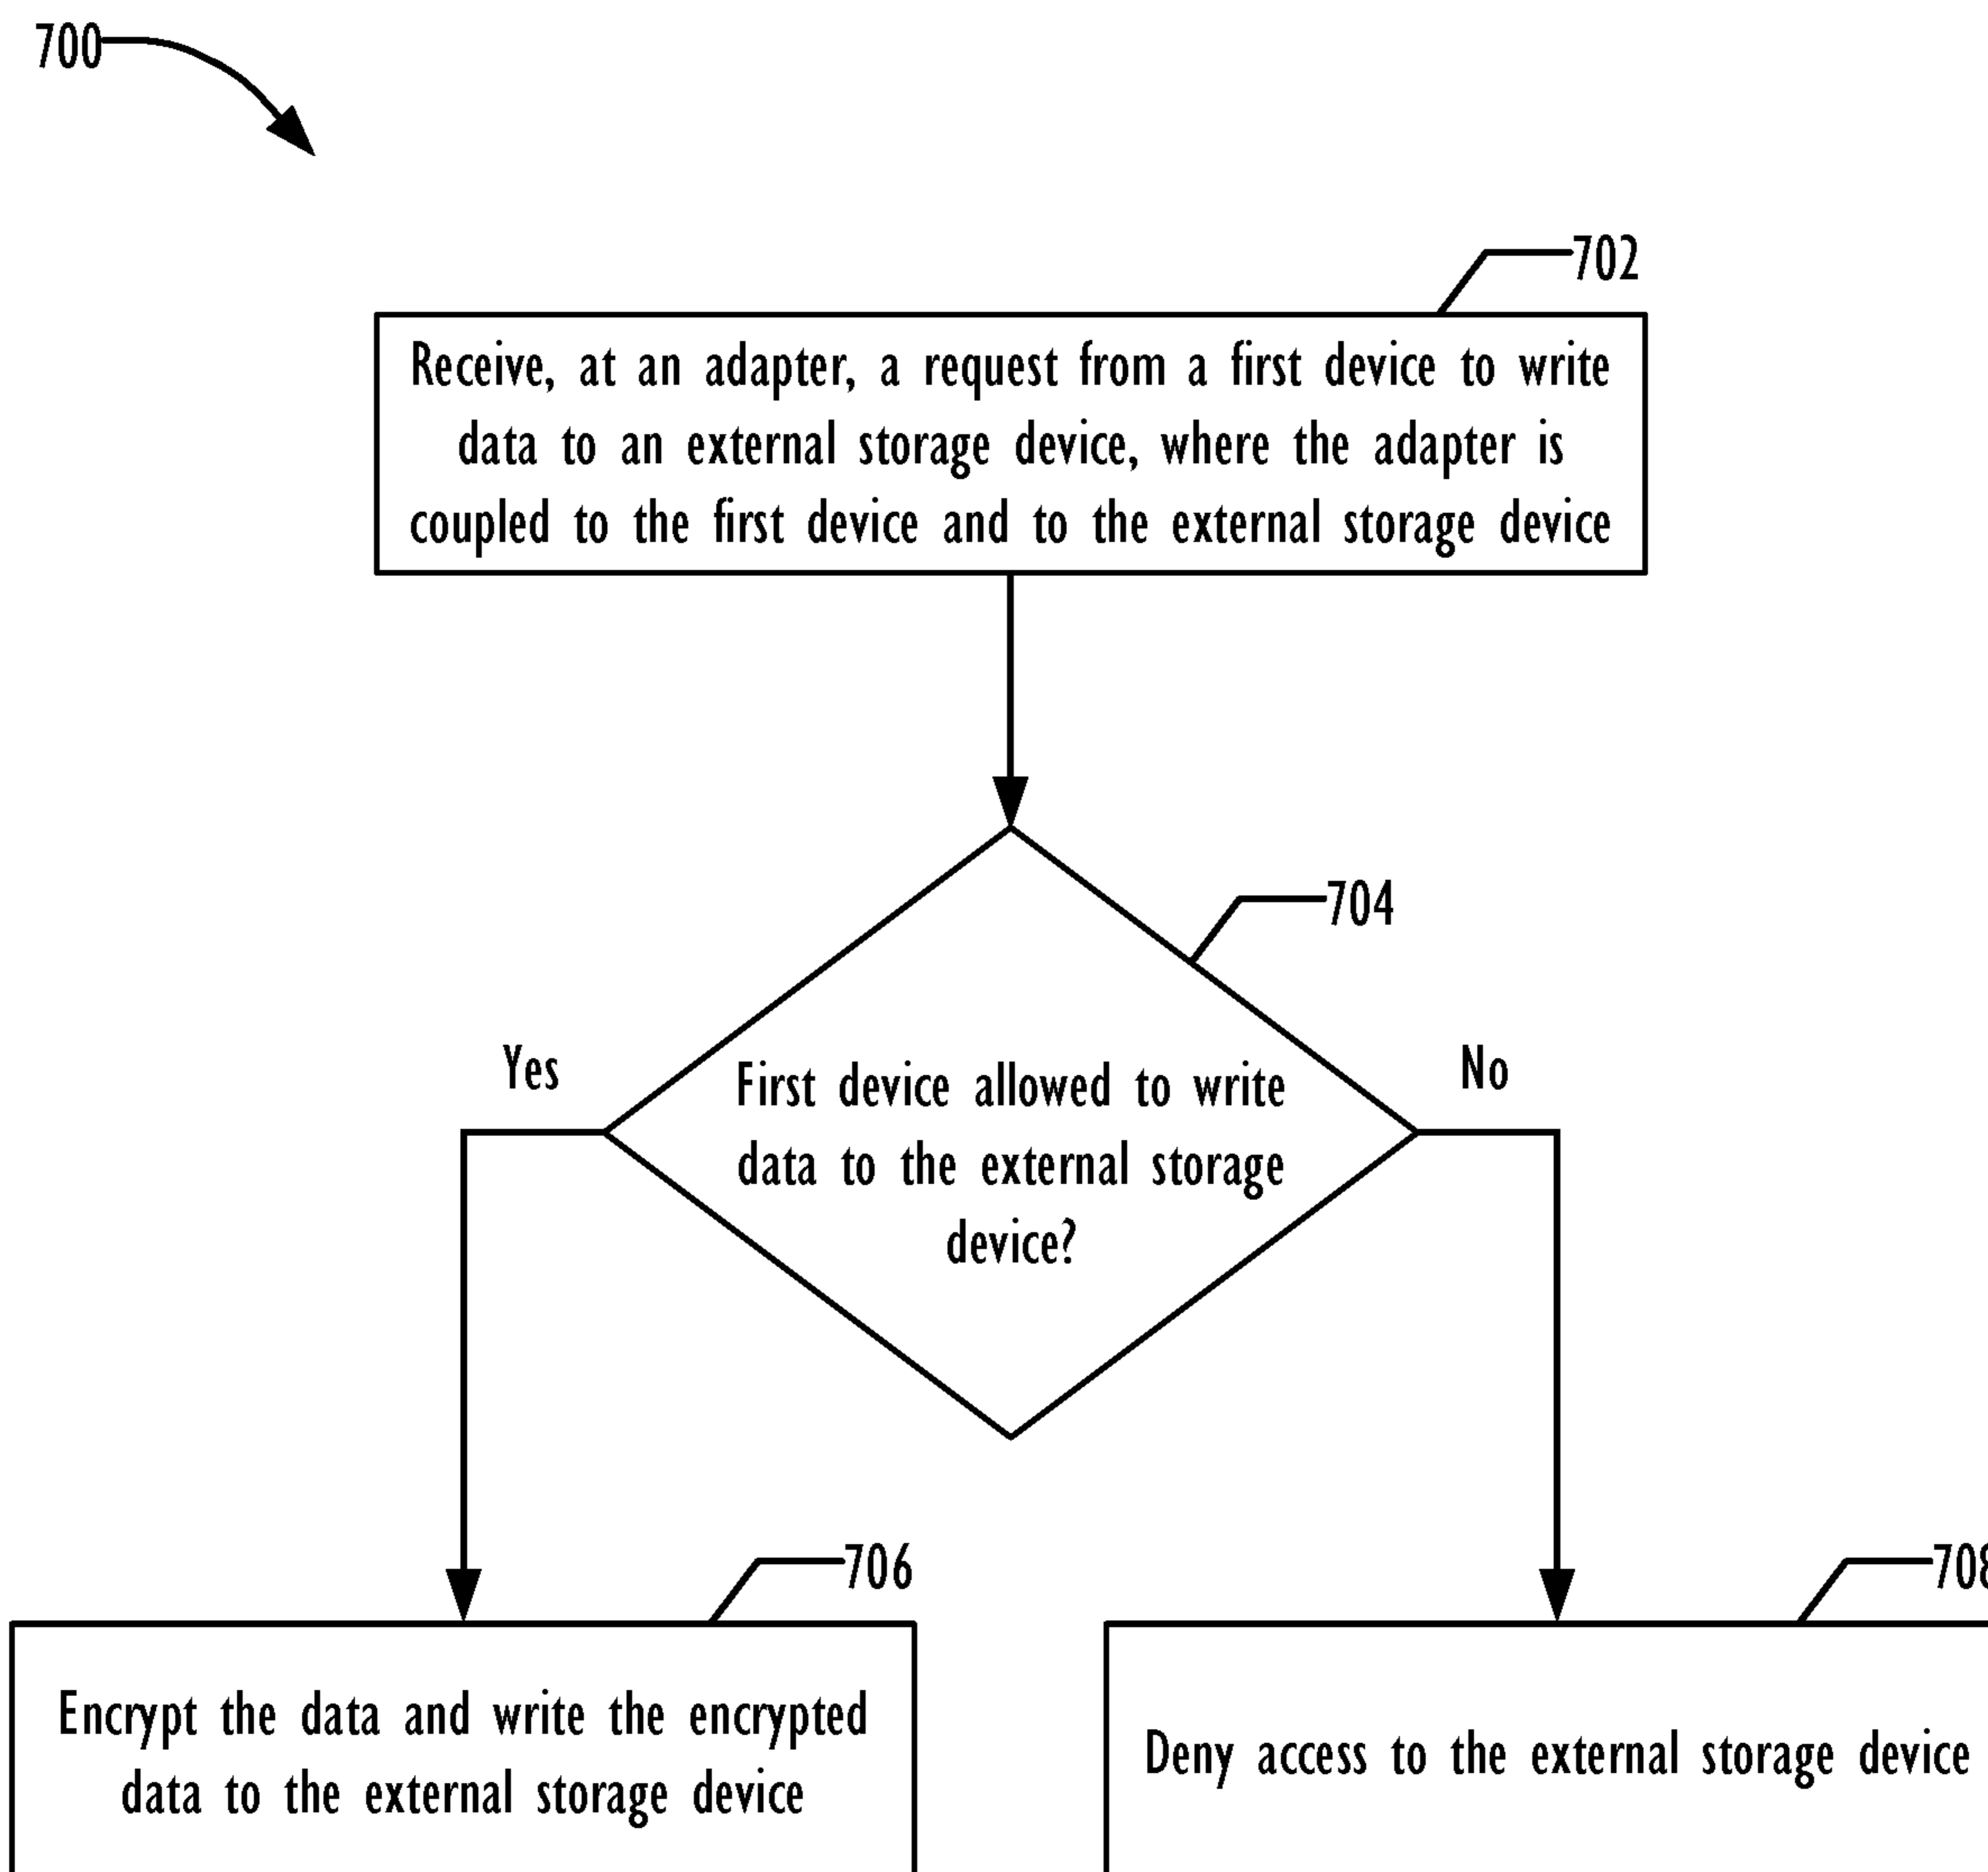 700
702
Receive, at an adapter, a request from a first device to write
data to an external storage device, where the adapter is
coupled to the first device and to the external storage device
704
Yes
No
First device allowed to write
data to the external storage
device?
706
708
Encrypt the data and write the encrypted
data to the external storage device
Deny access to the external storage device